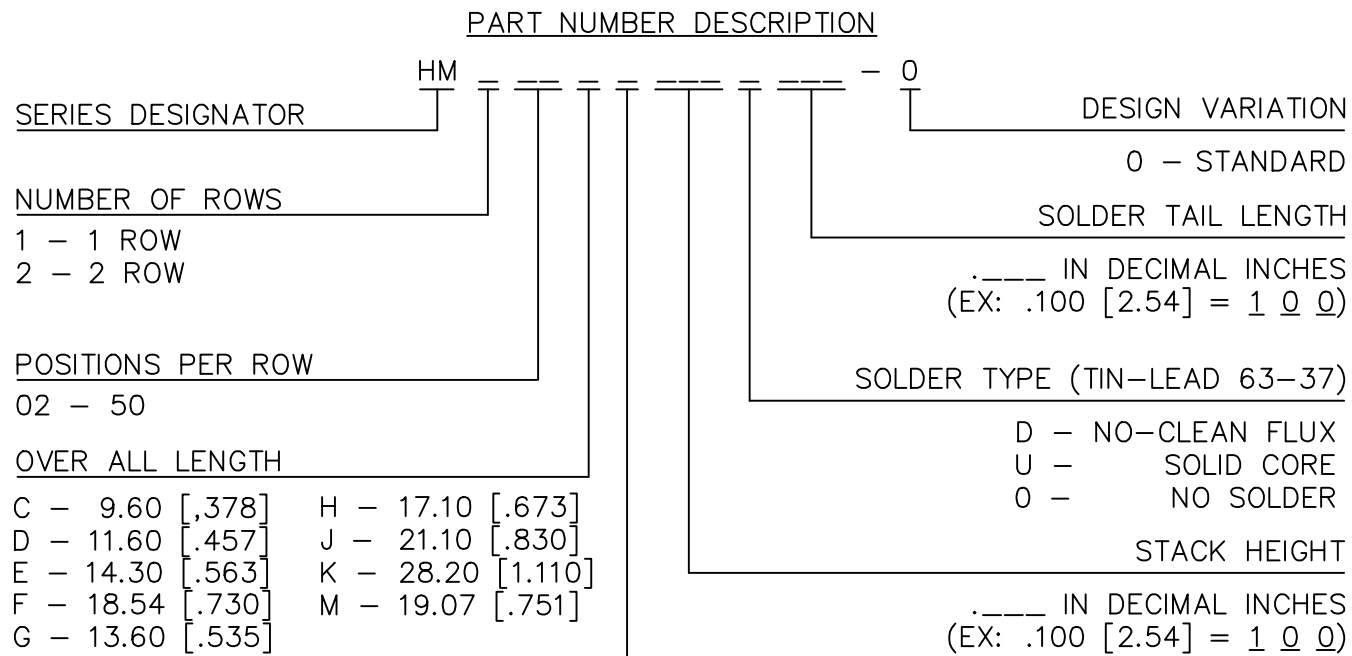 PART NUMBER DESCRIPTION
HM _ __ _ _ ___ _ ___ - 0
SERIES DESIGNATOR
NUMBER OF ROWS
1 - 1 ROW
2 - 2 ROW
POSITIONS PER ROW
02 - 50
OVER ALL LENGTH
C - 9.60 [,378]
D - 11.60 [.457]
E - 14.30 [.563]
F - 18.54 [.730]
G - 13.60 [.535]
H - 17.10 [.673]
J - 21.10 [.830]
K - 28.20 [1.110]
M - 19.07 [.751]
DESIGN VARIATION
0 - STANDARD
SOLDER TAIL LENGTH
.___ IN DECIMAL INCHES
(EX: .100 [2.54] = 1 0 0)
SOLDER TYPE (TIN-LEAD 63-37)
D - NO-CLEAN FLUX
U - SOLID CORE
0 - NO SOLDER
STACK HEIGHT
.___ IN DECIMAL INCHES
(EX: .100 [2.54] = 1 0 0)